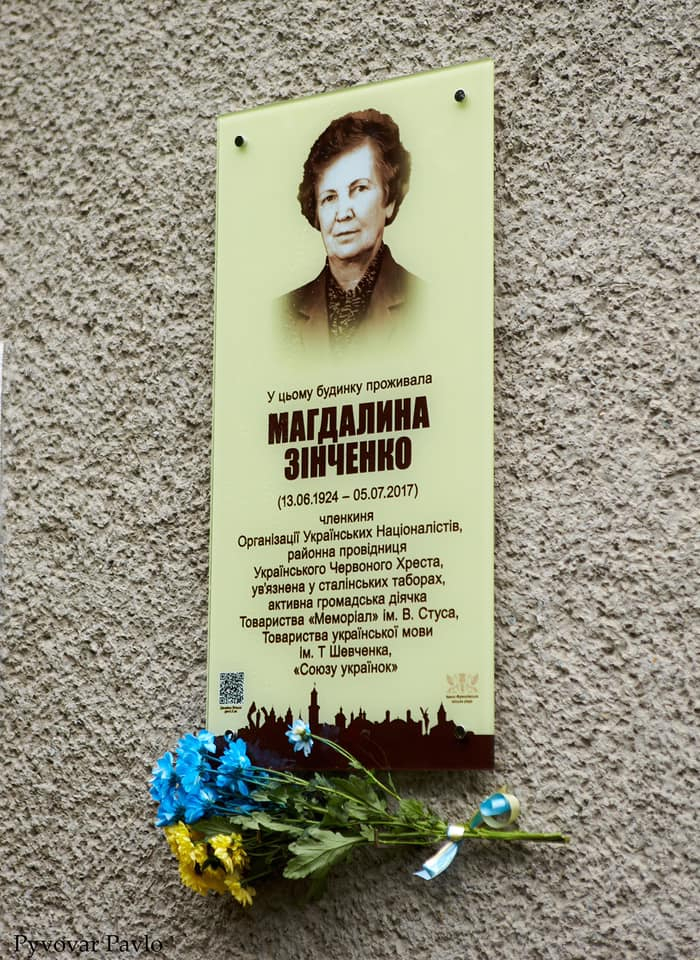 У цьому будинку проживала
МАГДАЛИНА
ЗІНЧЕНКО
(13.06.1924 – 05.07.2017)
членкиня
Організації Українських Націоналістів,
районна провідниця
Українського Червоного Хреста,
ув'язнена у сталінських таборах,
активна громадська діячка
Товариства «Меморіал» ім. В. Стуса,
Товариства української мови
ім. Т Шевченка,
«Союзу українок»
Pyvovar Pavlo